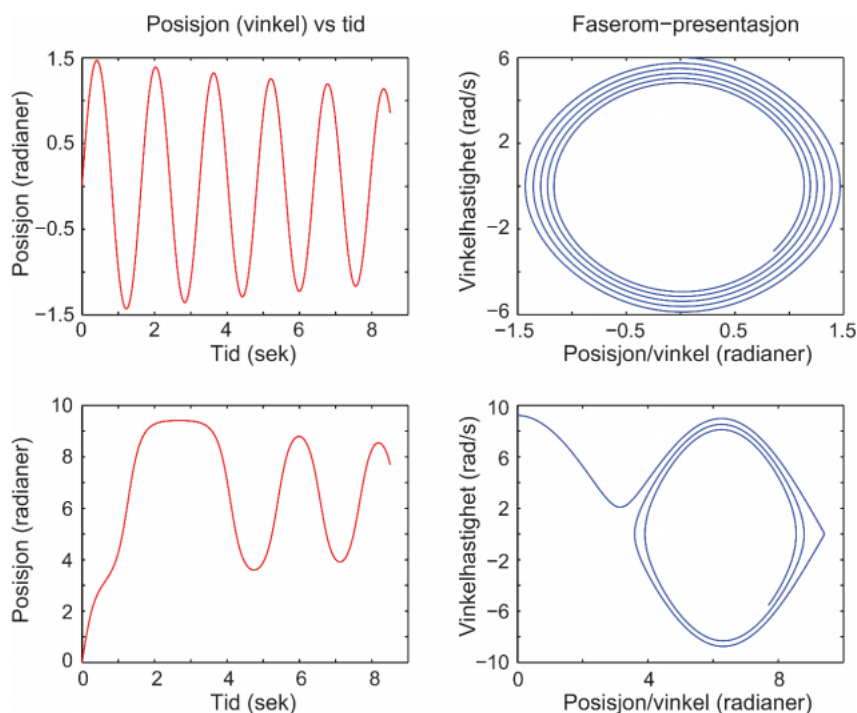 Posisjon (vinkel) vs tid
Faserom−presentasjon
Posisjon (radianer)
1.5
0.5
−0.5
−1.5
0 2 4 6 8
Tid (sek)
Vinkelhastighet (rad/s)
6
2
−2
−6
−1.5 −0.5 0.5 1.5
Posisjon/vinkel (radianer)
Posisjon (radianer)
10
8
6
4
2
0
0 2 4 6 8
Tid (sek)
Vinkelhastighet (rad/s)
10
6
2
−2
−6
−10
0 4 6 8
Posisjon/vinkel (radianer)